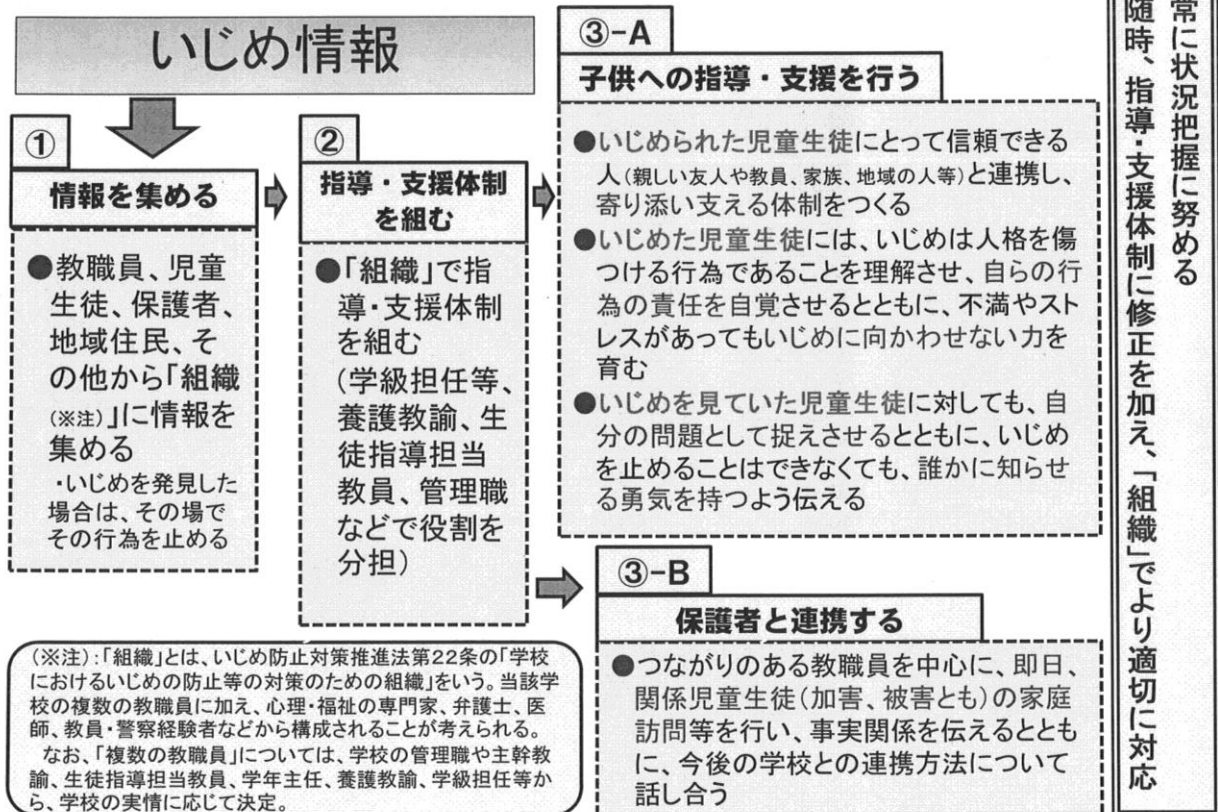 いじめ情報
①
情報を集める
●教職員、児童
生徒、保護者、
地域住民、そ
の他から「組織
(※注)」に情報を
集める
・いじめを発見した
場合は、その場で
その行為を止める
②
指導・支援体制
を組む
●「組織」で指
導・支援体制
を組む
(学級担任等、
養護教諭、生
徒指導担当
教員、管理職
などで役割を
分担)
③-A
子供への指導・支援を行う
●いじめられた児童生徒にとって信頼できる
人(親しい友人や教員、家族、地域の人等)と連携し、
寄り添い支える体制をつくる
●いじめた児童生徒には、いじめは人格を傷
つける行為であることを理解させ、自らの行
為の責任を自覚させるとともに、不満やスト
レスがあってもいじめに向かわせない力を
育む
●いじめを見ていた児童生徒に対しても、自
分の問題として捉えさせるとともに、いじめ
を止めることはできなくても、誰かに知らせ
る勇気を持つよう伝える
③-B
保護者と連携する
●つながりのある教職員を中心に、即日、
関係児童生徒(加害、被害とも)の家庭
訪問等を行い、事実関係を伝えるととも
に、今後の学校との連携方法について
話し合う
(※注):「組織」とは、いじめ防止対策推進法第22条の「学校
におけるいじめの防止等の対策のための組織」をいう。当該学
校の複数の教職員に加え、心理・福祉の専門家、弁護士、医
師、教員・警察経験者などから構成されることが考えられる。
なお、「複数の教職員」については、学校の管理職や主幹教
諭、生徒指導担当教員、学年主任、養護教諭、学級担任等か
ら、学校の実情に応じて決定。
常に状況把握に努める
随時、指導・支援体制に修正を加え、「組織」でより適切に対応